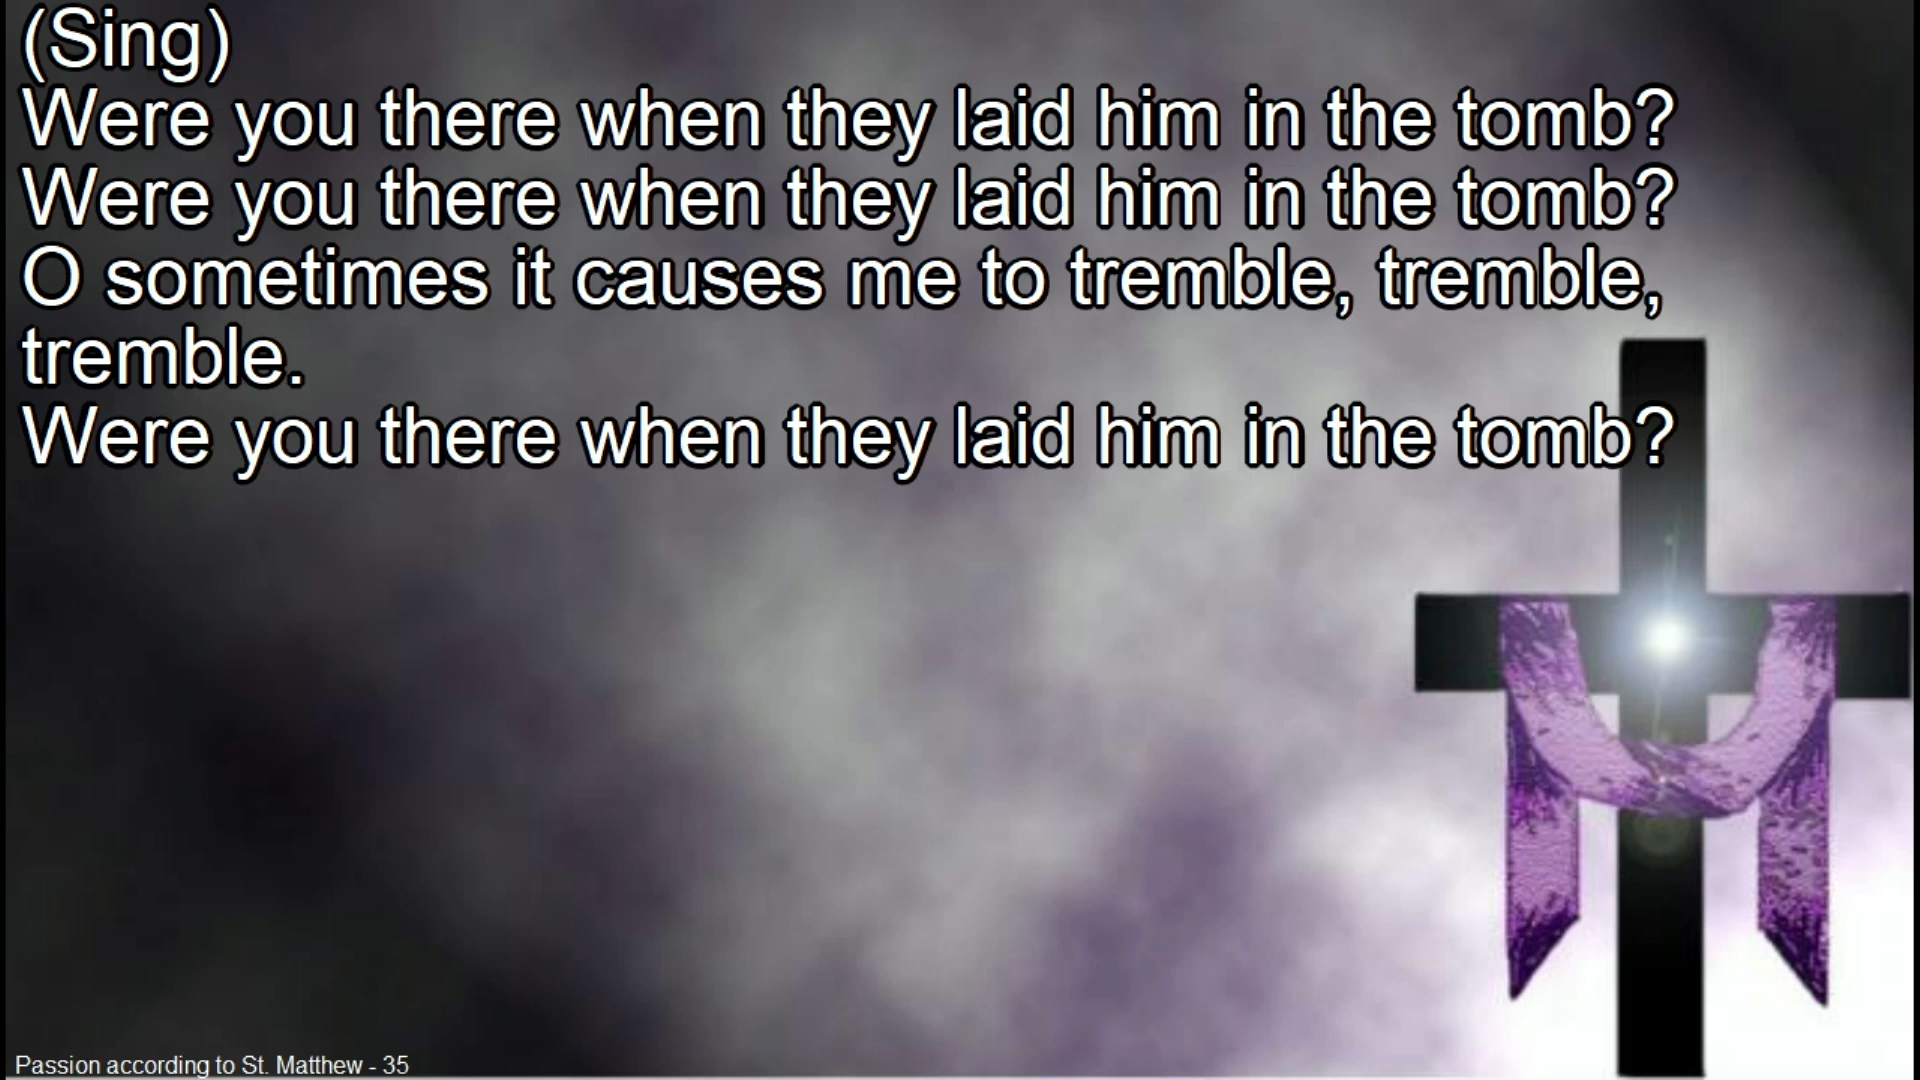 (Sing)
Were you there when they laid him in the tomb?
Were you there when they laid him in the tomb?
O sometimes it causes me to tremble, tremble,
tremble.
Were you there when they laid him in the tomb?
Passion according to St. Matthew - 35